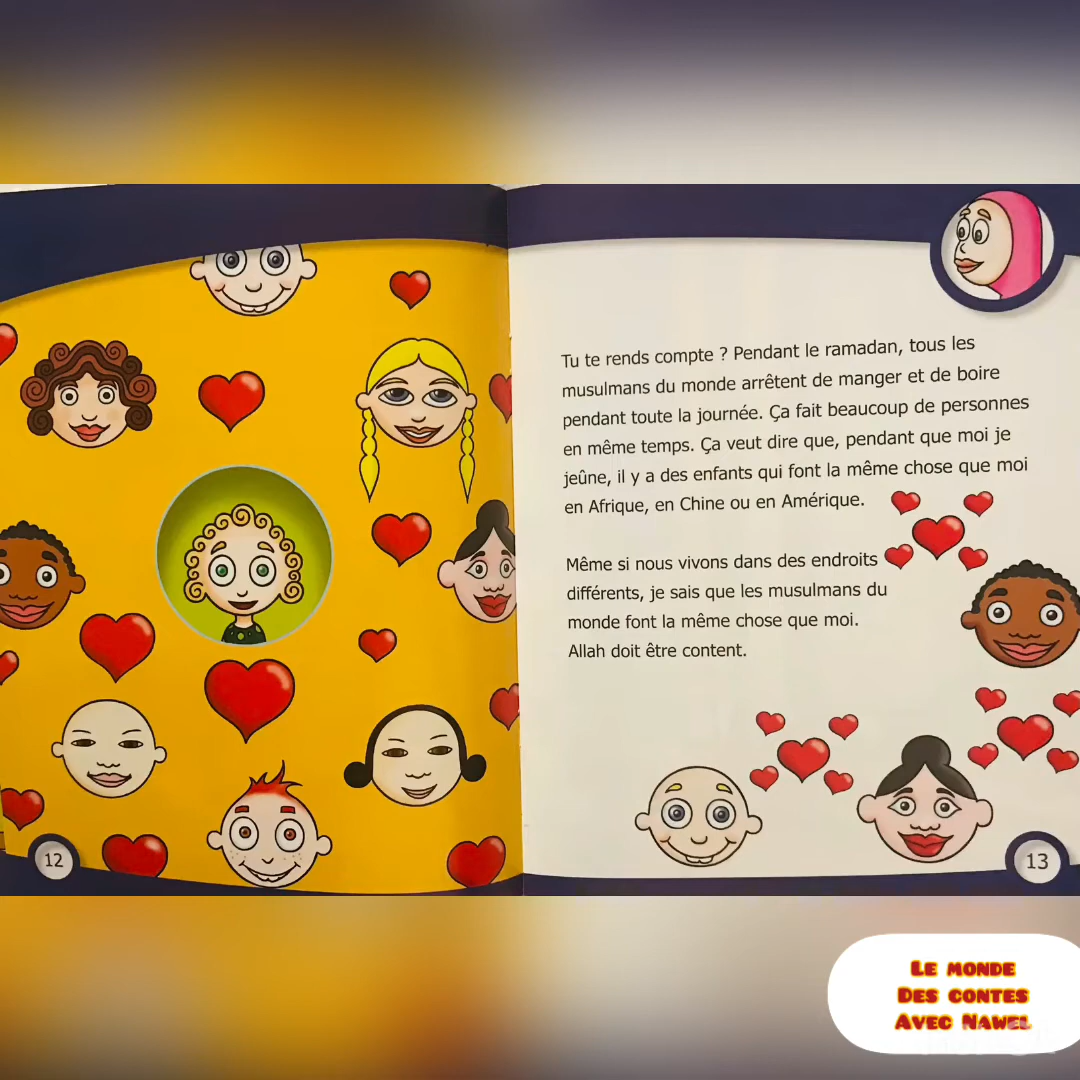 Tu te rends compte ? Pendant le ramadan, tous les
musulmans du monde arrêtent de manger et de boire
pendant toute la journée. Ça fait beaucoup de personnes
en même temps. Ça veut dire que, pendant que moi je
jeûne, il y a des enfants qui font la même chose que moi
en Afrique, en Chine ou en Amérique.
Même si nous vivons dans des endroits
différents, je sais que les musulmans du
monde font la même chose que moi.
Allah doit être content.
12
13
LE MONDE
DES CONTES
AVEC NAWEL